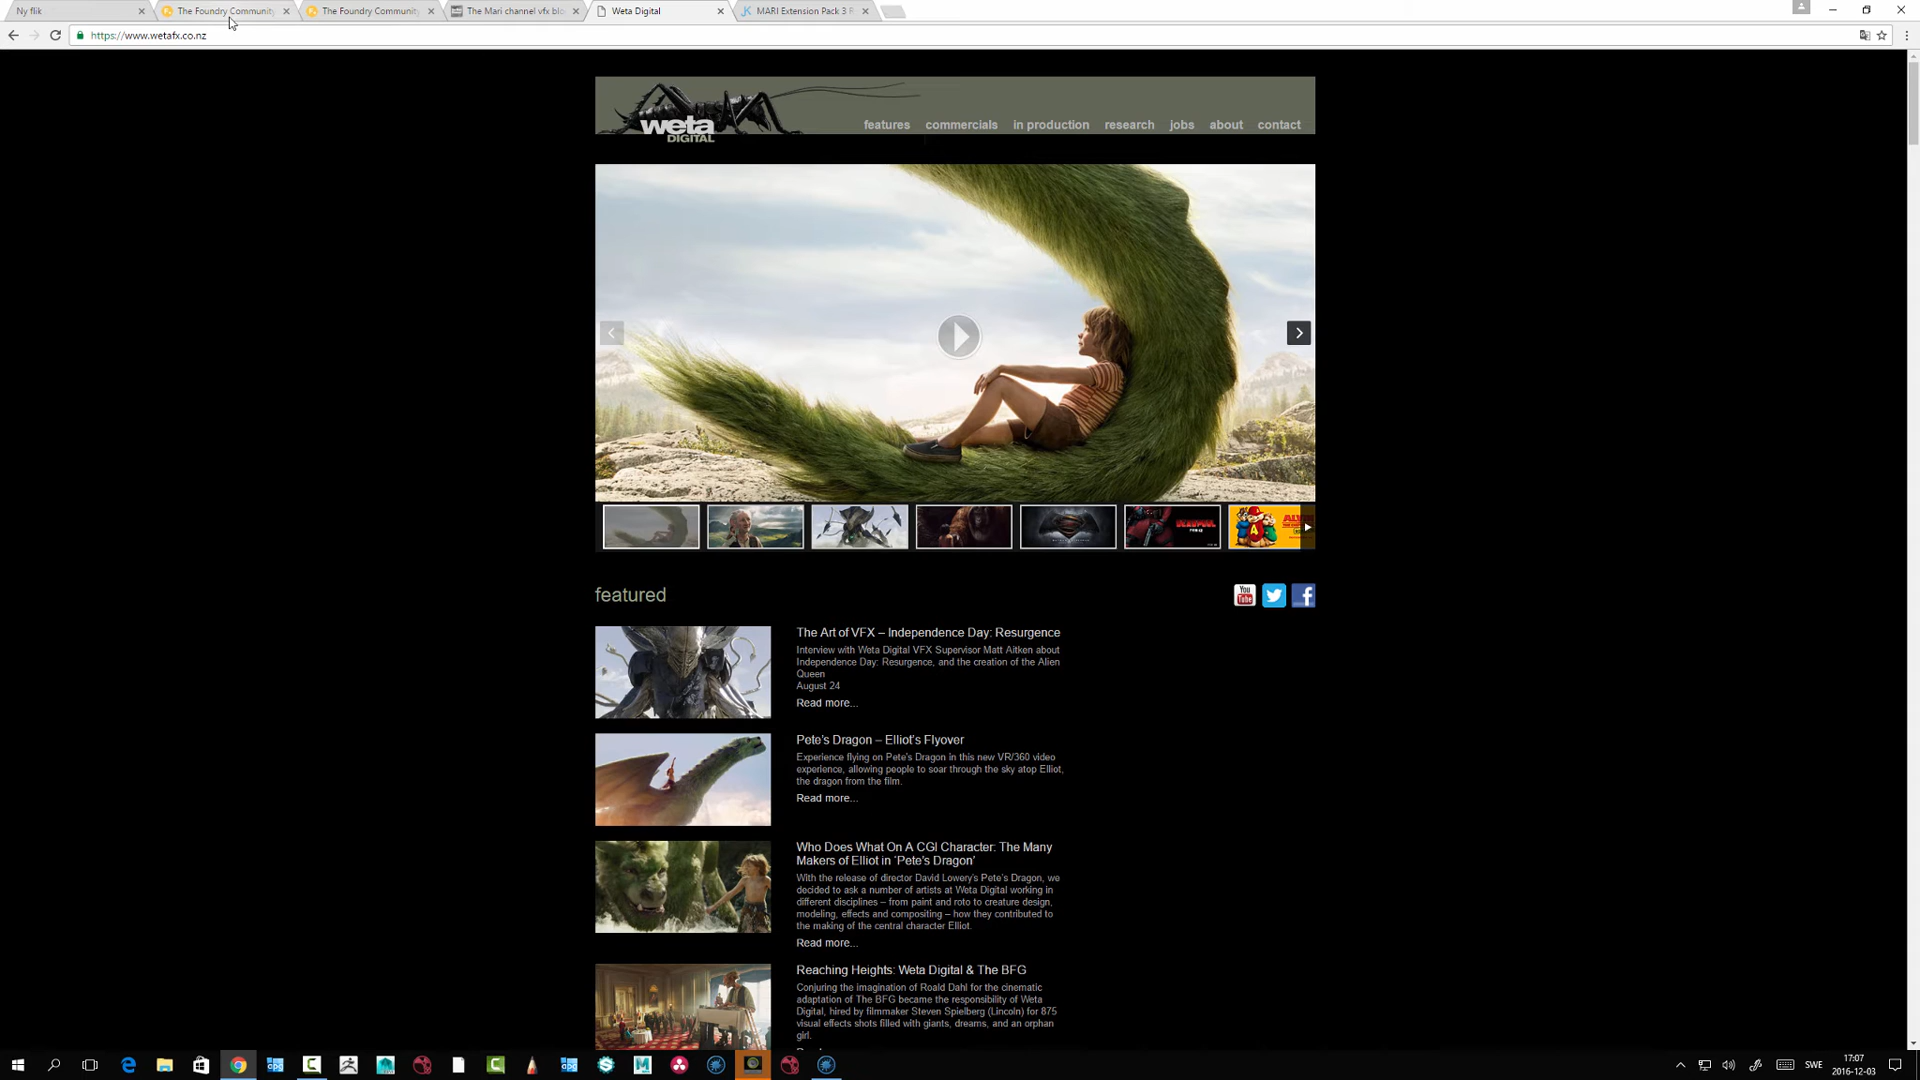 Ny flik
The Foundry Community
The Foundry Community
The Mari channel vfx blo
Weta Digital
MARI Extension Pack 3 R
https://www.wetafx.co.nz
weta
DIGITAL
features commercials in production research jobs about contact
featured
You
Tube
The Art of VFX – Independence Day: Resurgence
Interview with Weta Digital VFX Supervisor Matt Aitken about
Independence Day: Resurgence, and the creation of the Alien
Queen
August 24
Read more...
Pete's Dragon – Elliot's Flyover
Experience flying on Pete's Dragon in this new VR/360 video
experience, allowing people to soar through the sky atop Elliot,
the dragon from the film.
Read more...
Who Does What On A CGI Character: The Many
Makers of Elliot in 'Pete's Dragon'
With the release of director David Lowery's Pete's Dragon, we
decided to ask a number of artists at Weta Digital working in
different disciplines – from paint and roto to creature design,
modeling, effects and compositing – how they contributed to
the making of the central character Elliot.
Read more...
Reaching Heights: Weta Digital & The BFG
Conjuring the imagination of Roald Dahl for the cinematic
adaptation of The BFG became the responsibility of Weta
Digital, hired by filmmaker Steven Spielberg (Lincoln) for 875
visual effects shots filled with giants, dreams, and an orphan
girl.
SWE
17:07
2016-12-03